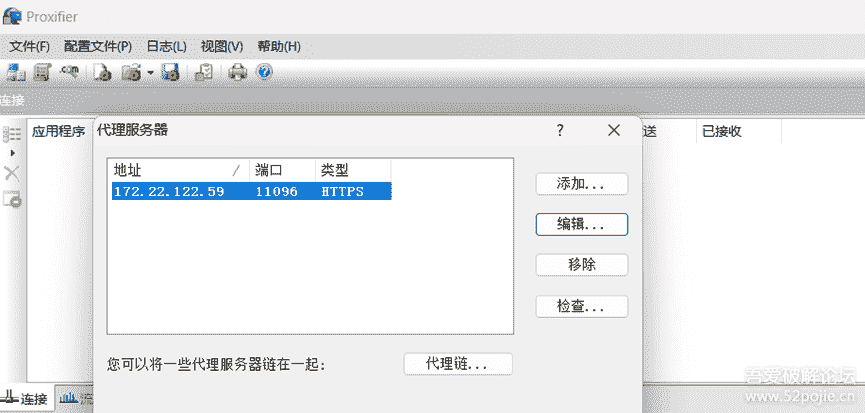 Proxifier
文件(F) 配置文件(P) 日志(L) 视图(V) 帮助(H)
连接
应用程序
送 已接收
代理服务器 ?
地址 端口 类型
172.22.122.59 11096 HTTPS
添加...
编辑...
移除
检查...
您可以将一些代理服务器链在一起:
代理链...
连接 流
吾爱破解论坛
www.52pojie.cn